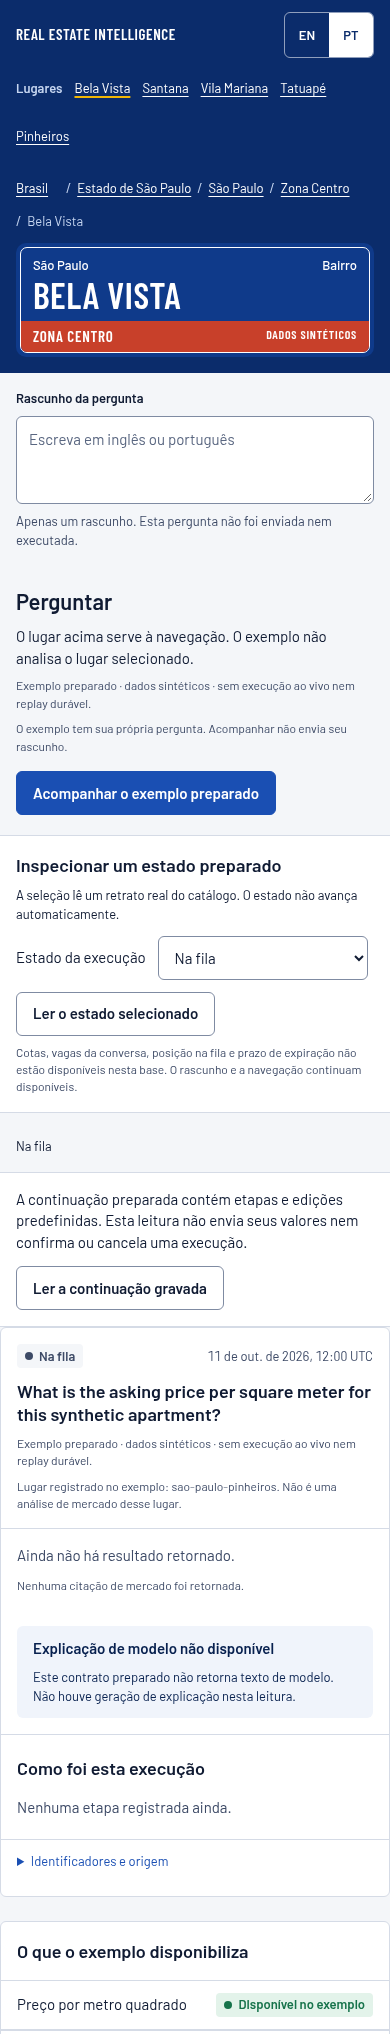 REAL ESTATE INTELLIGENCE
EN PT
Lugares Bela Vista Santana Vila Mariana Tatuapé
Pinheiros
Brasil / Estado de São Paulo / São Paulo / Zona Centro
/ Bela Vista
São Paulo Bairro
BELA VISTA
ZONA CENTRO DADOS SINTÉTICOS
Rascunho da pergunta
Escreva em inglês ou português
Apenas um rascunho. Esta pergunta não foi enviada nem
executada.
Perguntar
O lugar acima serve à navegação. O exemplo não
analisa o lugar selecionado.
Exemplo preparado · dados sintéticos · sem execução ao vivo nem
replay durável.
O exemplo tem sua própria pergunta. Acompanhar não envia seu
rascunho.
Acompanhar o exemplo preparado
Inspecionar um estado preparado
A seleção lê um retrato real do catálogo. O estado não avança
automaticamente.
Estado da execução Na fila
Ler o estado selecionado
Cotas, vagas da conversa, posição na fila e prazo de expiração não
estão disponíveis nesta base. O rascunho e a navegação continuam
disponíveis.
Na fila
A continuação preparada contém etapas e edições
predefinidas. Esta leitura não envia seus valores nem
confirma ou cancela uma execução.
Ler a continuação gravada
Na fila 11 de out. de 2026, 12:00 UTC
What is the asking price per square meter for
this synthetic apartment?
Exemplo preparado · dados sintéticos · sem execução ao vivo nem
replay durável.
Lugar registrado no exemplo: sao-paulo-pinheiros. Não é uma
análise de mercado desse lugar.
Ainda não há resultado retornado.
Nenhuma citação de mercado foi retornada.
Explicação de modelo não disponível
Este contrato preparado não retorna texto de modelo.
Não houve geração de explicação nesta leitura.
Como foi esta execução
Nenhuma etapa registrada ainda.
Identificadores e origem
O que o exemplo disponibiliza
Preço por metro quadrado Disponível no exemplo